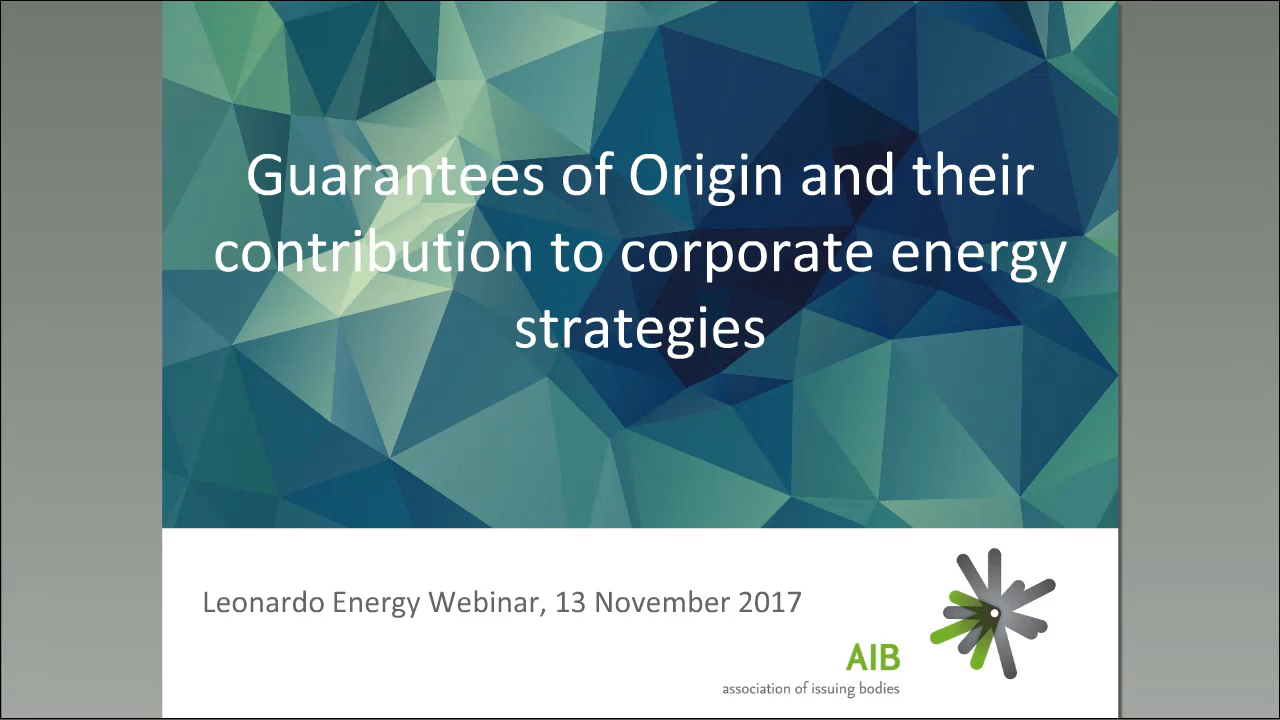 Guarantees of Origin and their
contribution to corporate energy
strategies
Leonardo Energy Webinar, 13 November 2017
AIB
association of issuing bodies